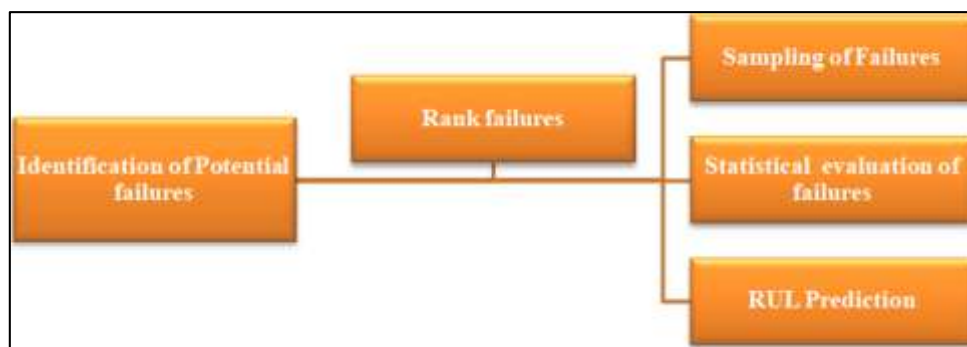 Identification of Potential
failures
Rank failures
Sampling of Failures
Statistical evaluation of
failures
RUL Prediction